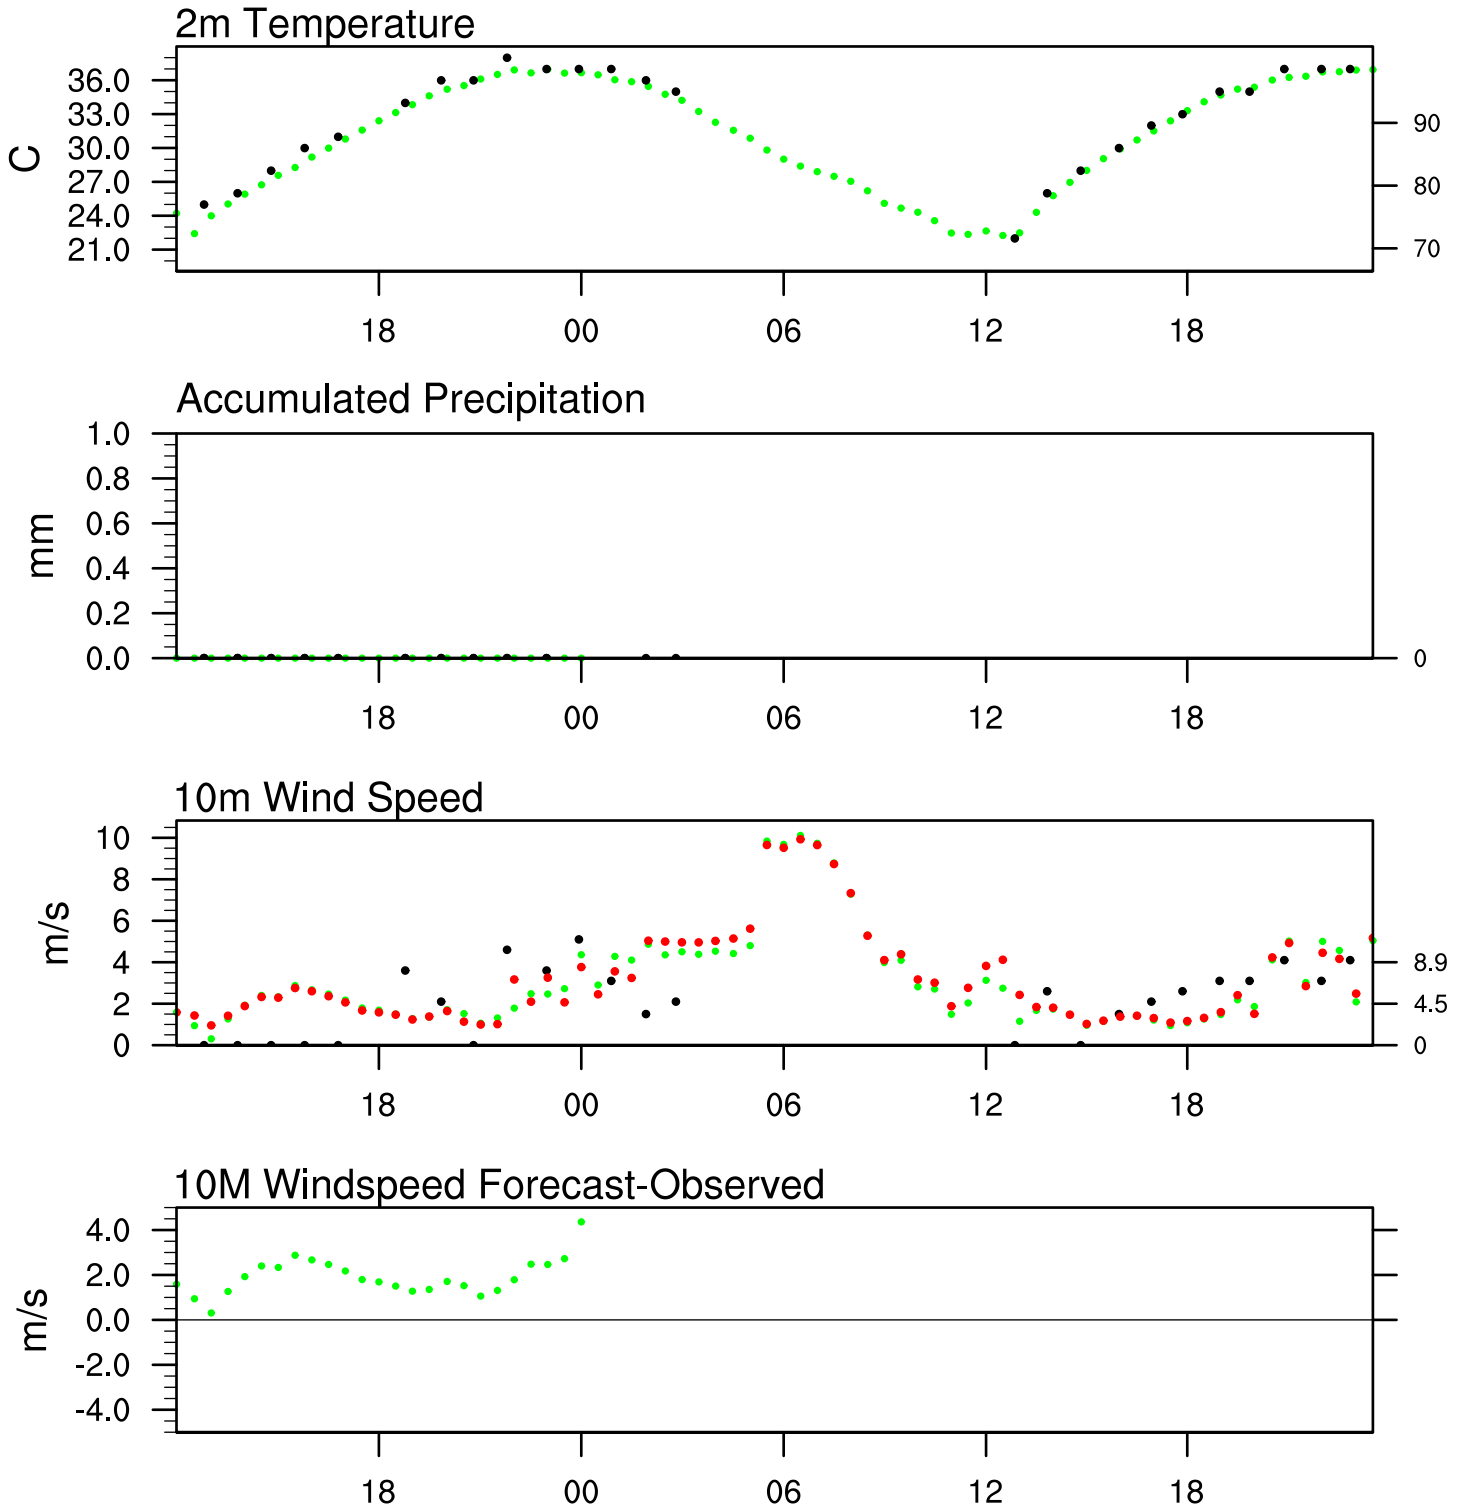 2m Temperature
36.0
33.0
30.0
27.0
24.0
21.0
C
90
80
70
18 00 06 12 18
Accumulated Precipitation
1.0
0.8
0.6
0.4
0.2
0.0
mm
0
18 00 06 12 18
10m Wind Speed
10
8
6
4
2
0
m/s
8.9
4.5
0
18 00 06 12 18
10M Windspeed Forecast-Observed
4.0
2.0
0.0
-2.0
-4.0
m/s
18 00 06 12 18